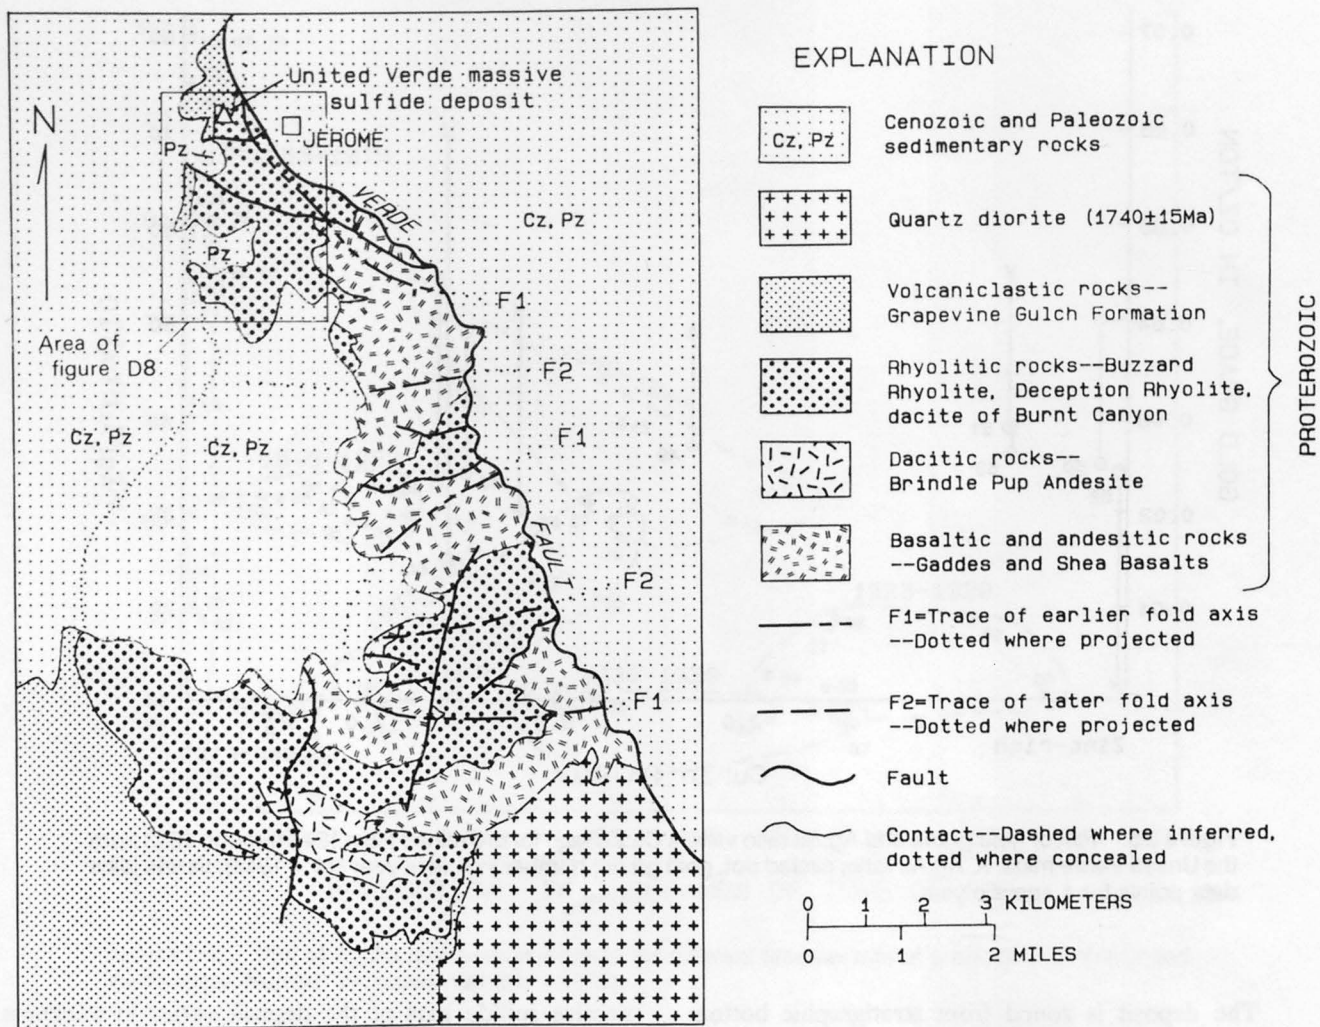 United Verde massive
sulfide deposit
N
JEROME
Pz
VERDE
Cz, Pz
Pz
F1
Area of
figure D8
F2
Cz, Pz
Cz, Pz
F1
FAULT
F2
F1
EXPLANATION
Cz, Pz
Cenozoic and Paleozoic
sedimentary rocks
Quartz diorite (1740±15Ma)
Volcaniclastic rocks--
Grapevine Gulch Formation
Rhyolitic rocks--Buzzard
Rhyolite, Deception Rhyolite,
dacite of Burnt Canyon
Dacitic rocks--
Brindle Pup Andesite
Basaltic and andesitic rocks
--Gaddes and Shea Basalts
PROTEROZOIC
F1=Trace of earlier fold axis
--Dotted where projected
F2=Trace of later fold axis
--Dotted where projected
Fault
Contact--Dashed where inferred,
dotted where concealed
0 1 2 3 KILOMETERS
0 1 2 MILES